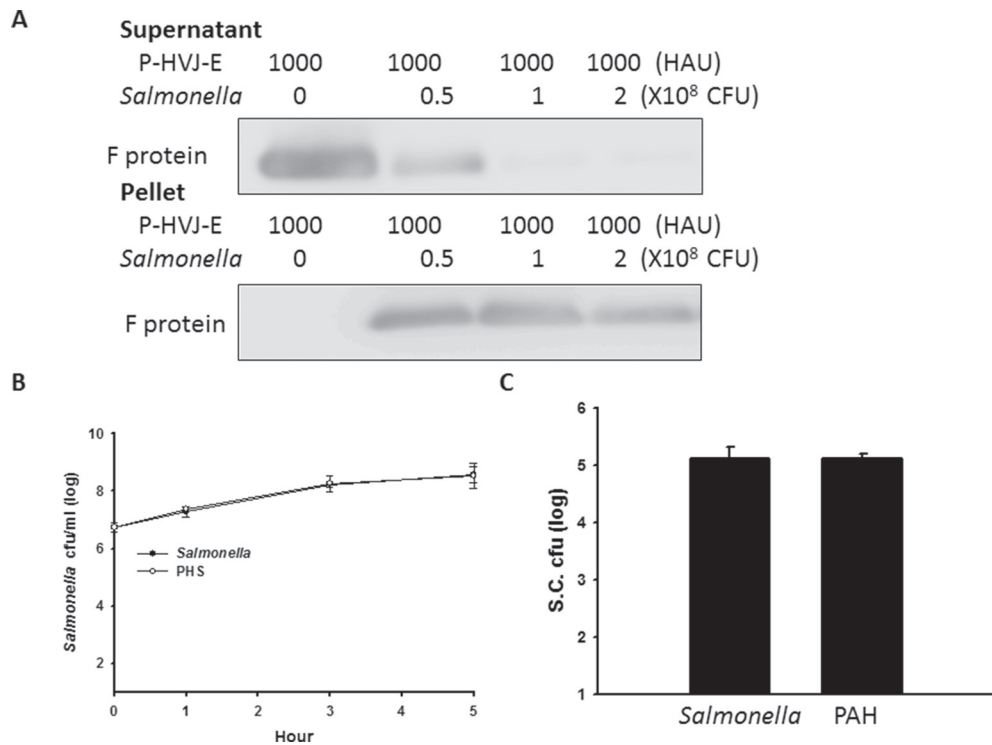 A
Supernatant
P-HVJ-E 1000 1000 1000 1000 (HAU)
Salmonella 0 0.5 1 2 (X10⁸ CFU)
F protein
Pellet
P-HVJ-E 1000 1000 1000 1000 (HAU)
Salmonella 0 0.5 1 2 (X10⁸ CFU)
F protein
B
Salmonella cfu/ml (log)
10
8
6
4
2
Salmonella
PHS
0 1 2 3 4 5
Hour
C
S.C. cfu (log)
6
5
4
3
2
1
Salmonella PAH